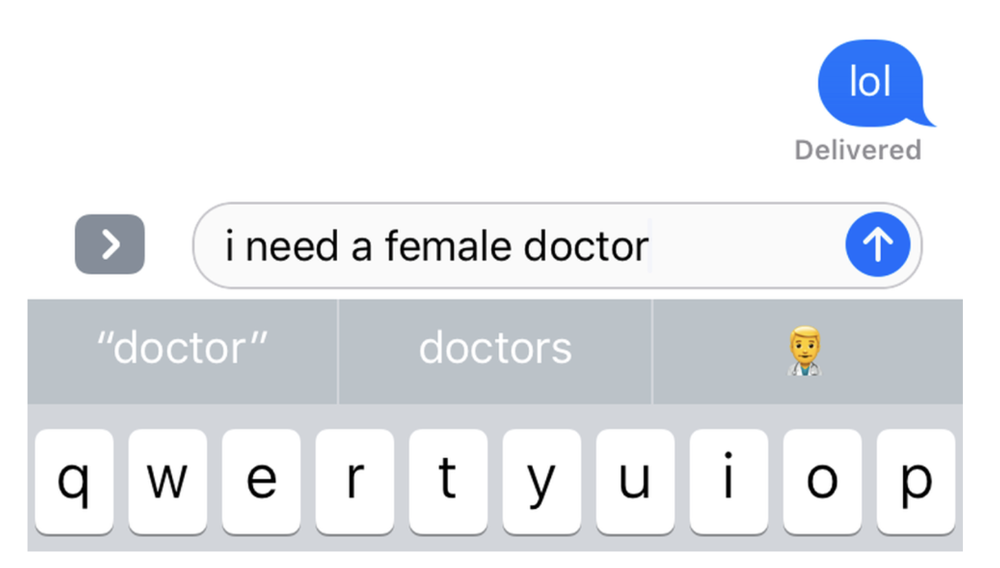 lol
Delivered
i need a female doctor
“doctor” doctors 👨‍⚕️
q w e r t y u i o p